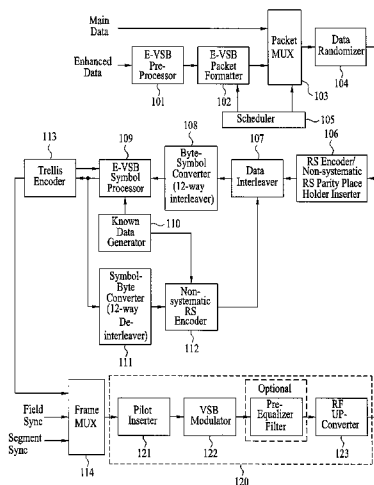 Main
Data
Enhanced Data
E-VSB
Pre-
Processor
101
E-VSB
Packet
Formatter
102
Packet
MUX
103
Data
Randomizer
104
Scheduler
105
113
Trellis
Encoder
109
E-VSB
Symbol
Processor
108
Byte-
Symbol
Converter
(12-way
interleaver)
107
Data
Interleaver
106
RS Encoder/
Non-systematic
RS Parity Place
Holder Inserter
Known
Data
Generator
110
Symbol-
Byte
Converter
(12-way
De-
interleaver)
111
Non-
systematic
RS
Encoder
112
Field
Sync
Segment
Sync
Frame
MUX
114
Pilot
Inserter
121
VSB
Modulator
122
Optional
Pre-
Equalizer
Filter
RF
UP-
Converter
123
120